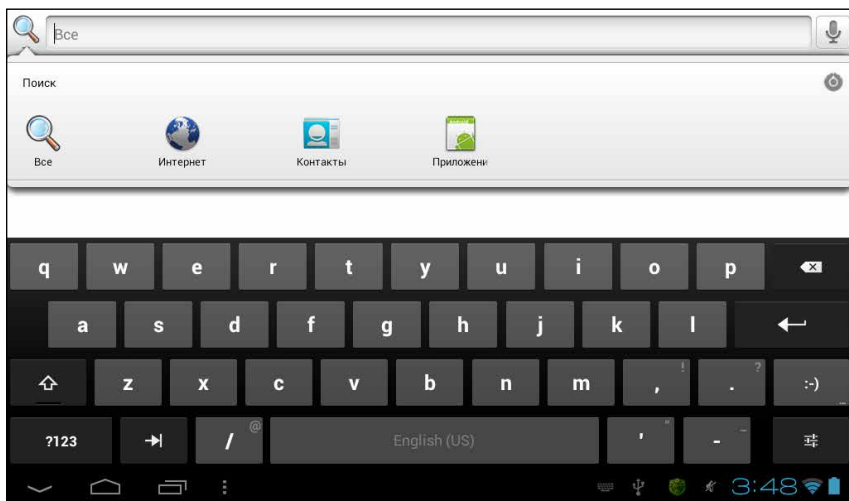 Все
Поиск
Все Интернет Контакты Приложени
q w e r t y u i o p
a s d f g h j k l
z x c v b n m , ! . ? :-)
?123 / @ English (US) ' " - _
3:48